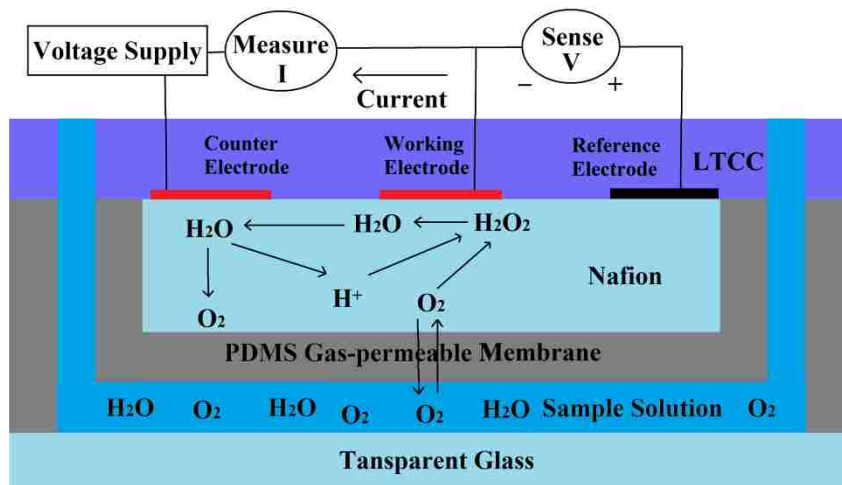 Voltage Supply
Measure
I
Sense
V
− +
Current
Counter
Electrode
Working
Electrode
Reference
Electrode
LTCC
H2O H2O H2O2
H+
O2
O2
Nafion
PDMS Gas-permeable Membrane
H2O O2 H2O O2 O2 H2O Sample Solution O2
Tansparent Glass